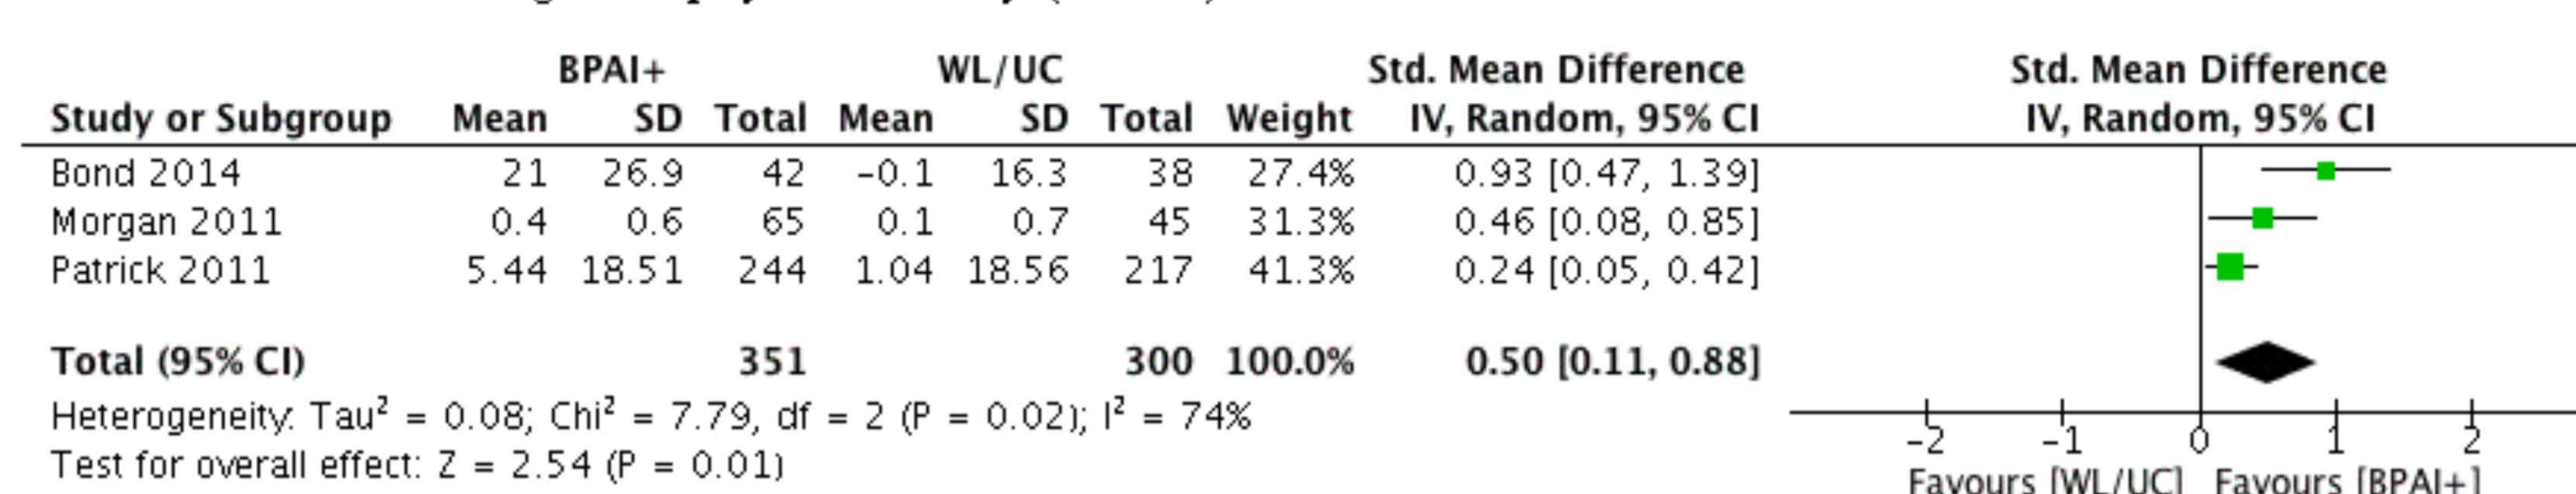 BPAI+ WL/UC Std. Mean Difference Std. Mean Difference
Study or Subgroup Mean SD Total Mean SD Total Weight IV, Random, 95% CI IV, Random, 95% CI
Bond 2014 21 26.9 42 -0.1 16.3 38 27.4% 0.93 [0.47, 1.39]
Morgan 2011 0.4 0.6 65 0.1 0.7 45 31.3% 0.46 [0.08, 0.85]
Patrick 2011 5.44 18.51 244 1.04 18.56 217 41.3% 0.24 [0.05, 0.42]
Total (95% CI) 351 300 100.0% 0.50 [0.11, 0.88]
Heterogeneity: Tau² = 0.08; Chi² = 7.79, df = 2 (P = 0.02); I² = 74%
Test for overall effect: Z = 2.54 (P = 0.01)
-2 -1 0 1 2
Favours [WL/UC] Favours [BPAI+]